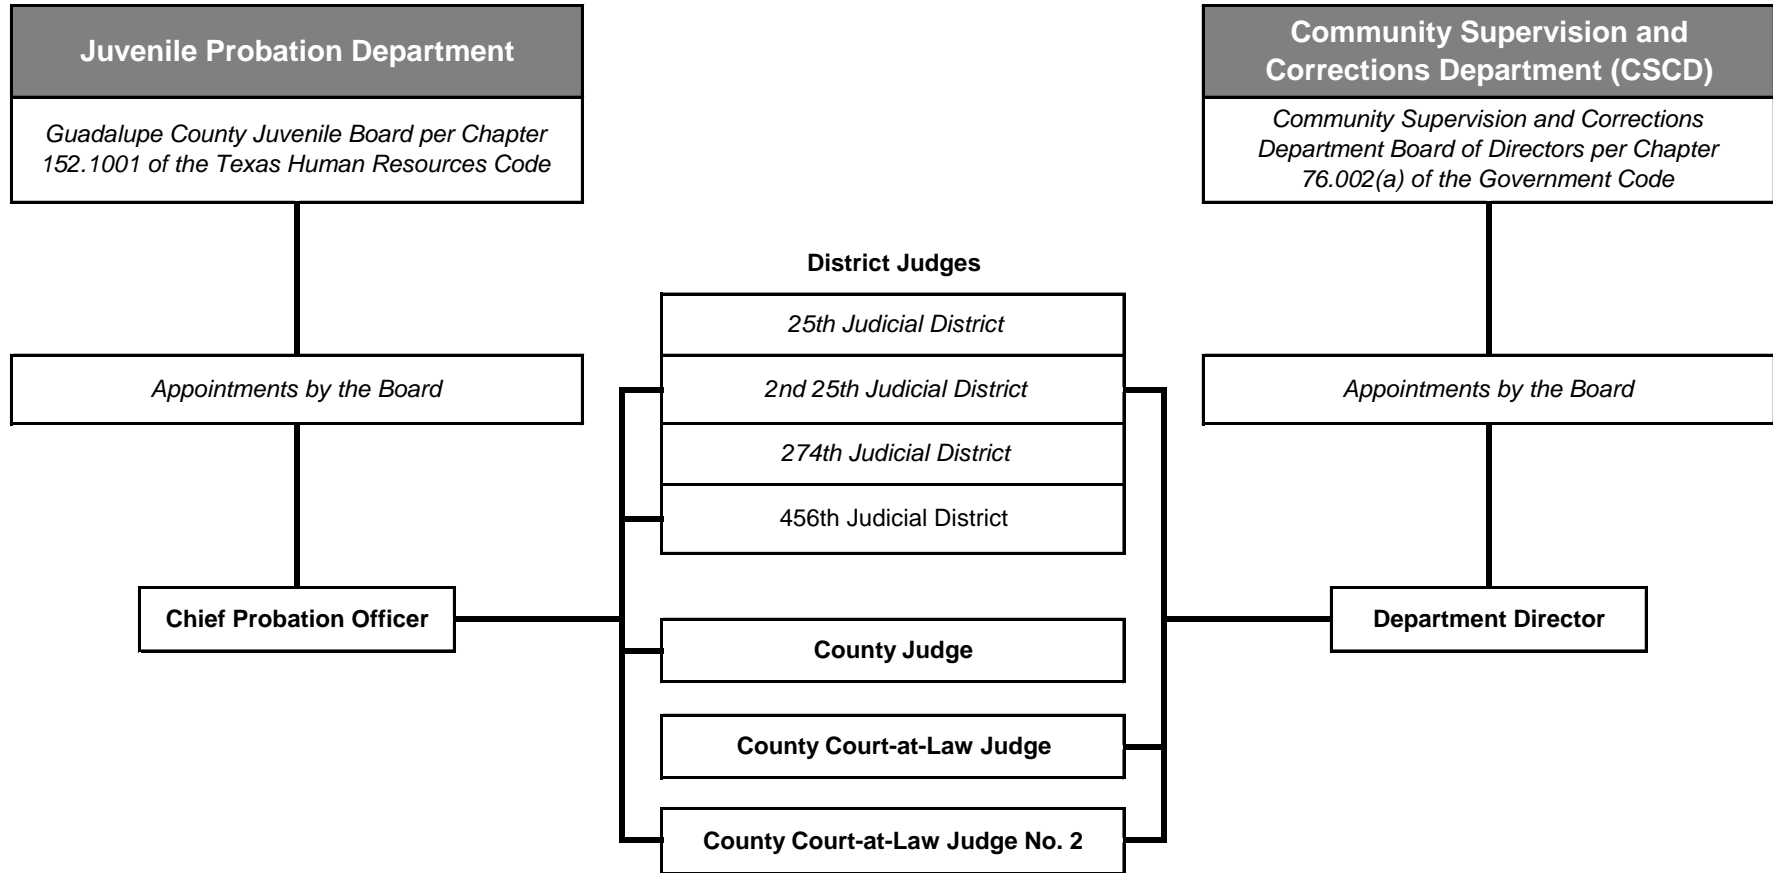 Juvenile Probation Department
Guadalupe County Juvenile Board per Chapter
152.1001 of the Texas Human Resources Code
Community Supervision and
Corrections Department (CSCD)
Community Supervision and Corrections
Department Board of Directors per Chapter
76.002(a) of the Government Code
District Judges
25th Judicial District
Appointments by the Board
2nd 25th Judicial District
Appointments by the Board
274th Judicial District
456th Judicial District
Chief Probation Officer
Department Director
County Judge
County Court-at-Law Judge
County Court-at-Law Judge No. 2